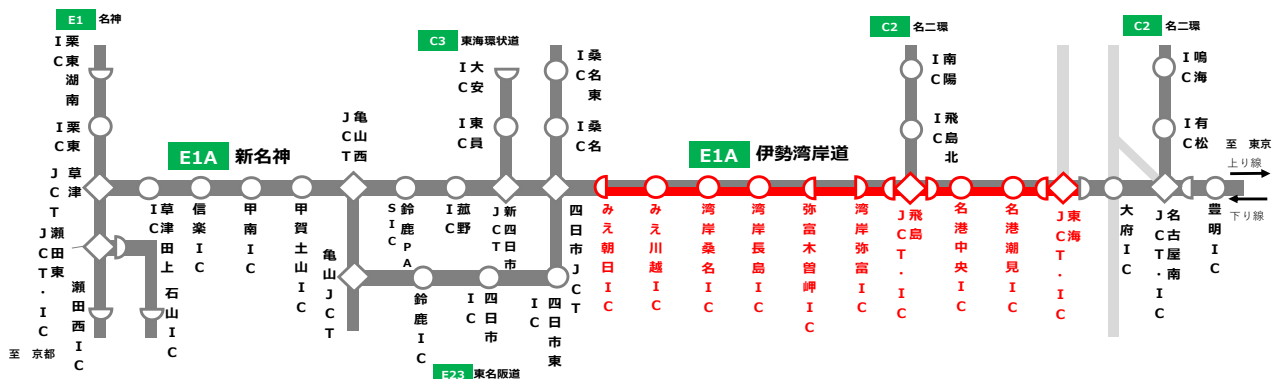 E1 名神
栗東湖南IC
栗東IC
草津JCT
瀬田東JCT・IC
瀬田西IC
石山IC
至 京都
E1A 新名神
草津田上IC
信楽IC
甲南IC
甲賀土山IC
亀山西JCT
亀山JCT
鈴鹿PA SIC
菰野IC
新四日市JCT
鈴鹿IC
四日市IC
四日市東IC
E23 東名阪道
C3 東海環状道
大安IC
東員IC
桑名東IC
桑名IC
四日市JCT
E1A 伊勢湾岸道
みえ朝日IC
みえ川越IC
湾岸桑名IC
湾岸長島IC
弥富木曽岬IC
湾岸弥富IC
飛島JCT・IC
名港中央IC
名港潮見IC
東海JCT・IC
C2 名二環
南陽IC
飛島北IC
C2 名二環
鳴海IC
有松IC
大府IC
名古屋南JCT・IC
豊明IC
至 東京
上り線
下り線